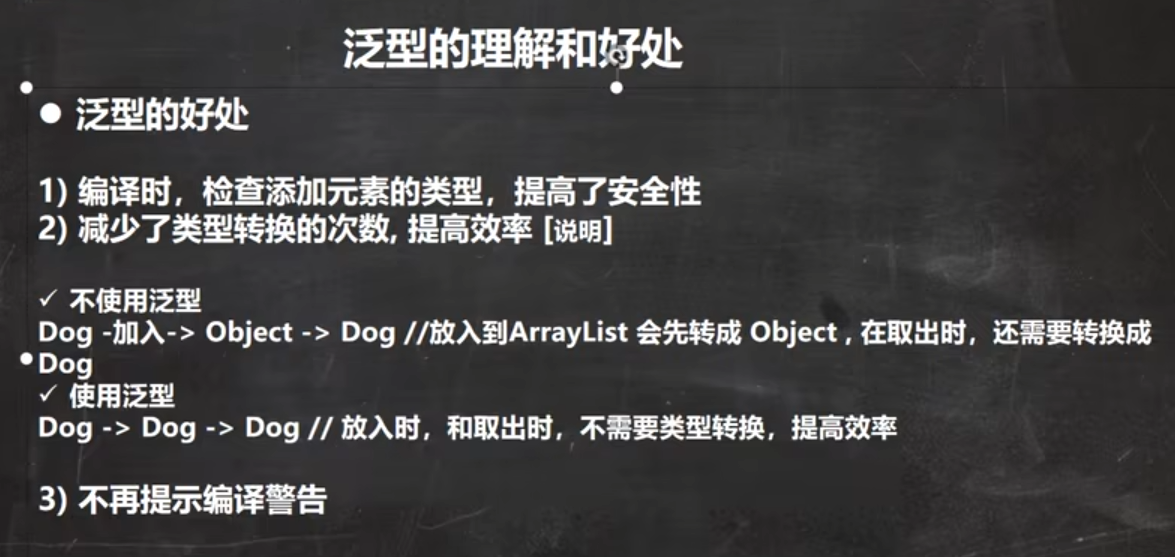 泛型的理解和好处
● 泛型的好处
1) 编译时，检查添加元素的类型，提高了安全性
2) 减少了类型转换的次数, 提高效率 [说明]
✓ 不使用泛型
Dog -加入-> Object -> Dog //放入到ArrayList 会先转成 Object , 在取出时，还需要转换成
Dog
✓ 使用泛型
Dog -> Dog -> Dog // 放入时，和取出时，不需要类型转换，提高效率
3) 不再提示编译警告